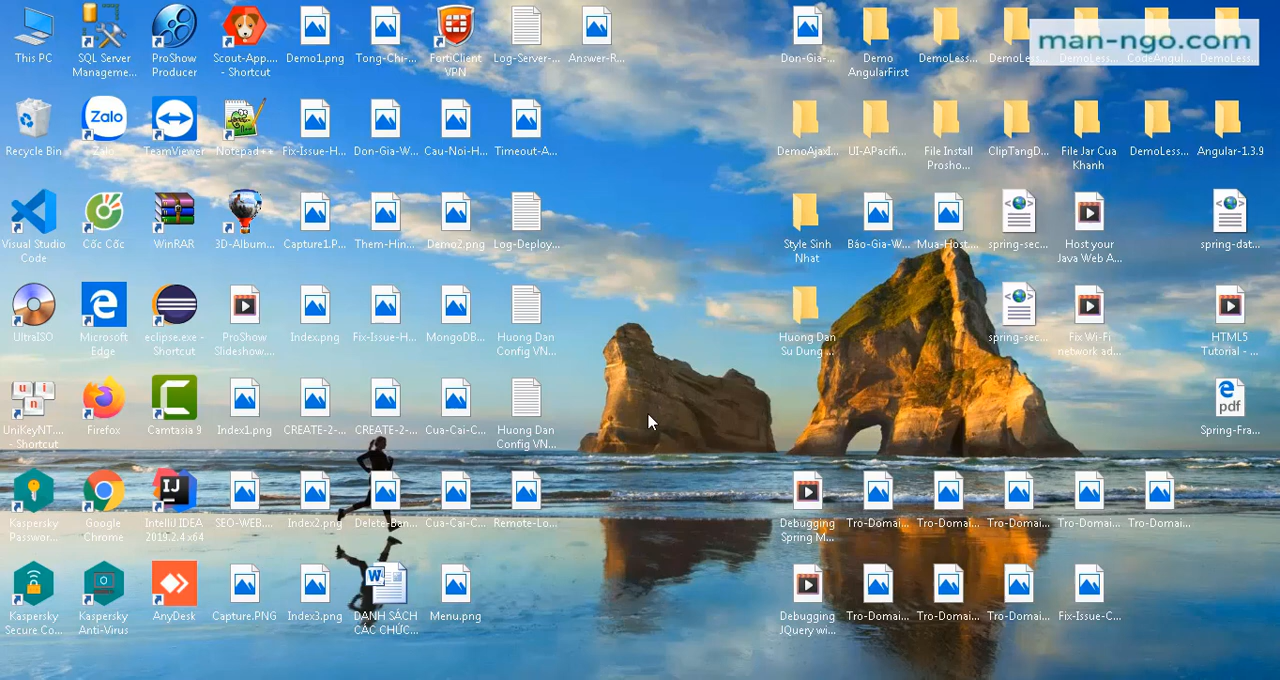 man-ngo.com
This PC
SQL Server
Manageme...
ProShow
Producer
Scout-App....
- Shortcut
Demo1.png
Tong-Chi-...
FortiClient
VPN
Log-Server-...
Answer-R...
Don-Gia-...
Demo
AngularFirst
DemoLess...
DemoLes
Recycle Bin
Zalo
Zalo
TeamViewer
Notepad++
Fix-Issue-H...
Don-Gia-W...
Cau-Noi-H...
Timeout-A...
DemoAjaxI...
UI-APacifi...
File Install
Prosho...
ClipTangD...
File Jar Cua
Khanh
DemoLess...
Angular-1.3.9
Visual Studio
Code
Cốc Cốc
WinRAR
3D-Album...
Capture1.P...
Them-Hin...
Demo2.png
Log-Deploy...
Style Sinh
Nhat
Báo-Gia-W...
Mua-Host...
spring-sec...
Host your
Java Web A...
spring-dat...
UltraISO
Microsoft
Edge
eclipse.exe -
Shortcut
ProShow
Slideshow....
Index.png
Fix-Issue-H...
MongoDB...
Huong Dan
Config VN...
Huong Dan
Su Dung ...
spring-sec...
Fix Wi-Fi
network ad...
HTML5
Tutorial - ...
UniKeyNT....
- Shortcut
Firefox
Camtasia 9
Index1.png
CREATE-2-...
CREATE-2-...
Cua-Cai-C...
Huong Dan
Config VN...
pdf
Spring-Fra...
Kaspersky
Passwor...
Google
Chrome
IJ
IntelliJ IDEA
2019.2.4 x64
SEO-WEB....
Index2.png
Delete-Ban...
Cua-Cai-C...
Remote-Lo...
Debugging
Spring M...
Tro-Domai...
Tro-Domai...
Tro-Domai...
Tro-Domai...
Tro-Domai...
Kaspersky
Secure Co...
Kaspersky
Anti-Virus
AnyDesk
Capture.PNG
Index3.png
DANH SÁCH
CÁC CHỨC...
Menu.png
Debugging
JQuery wi...
Tro-Domai...
Tro-Domai...
Tro-Domai...
Fix-Issue-C...